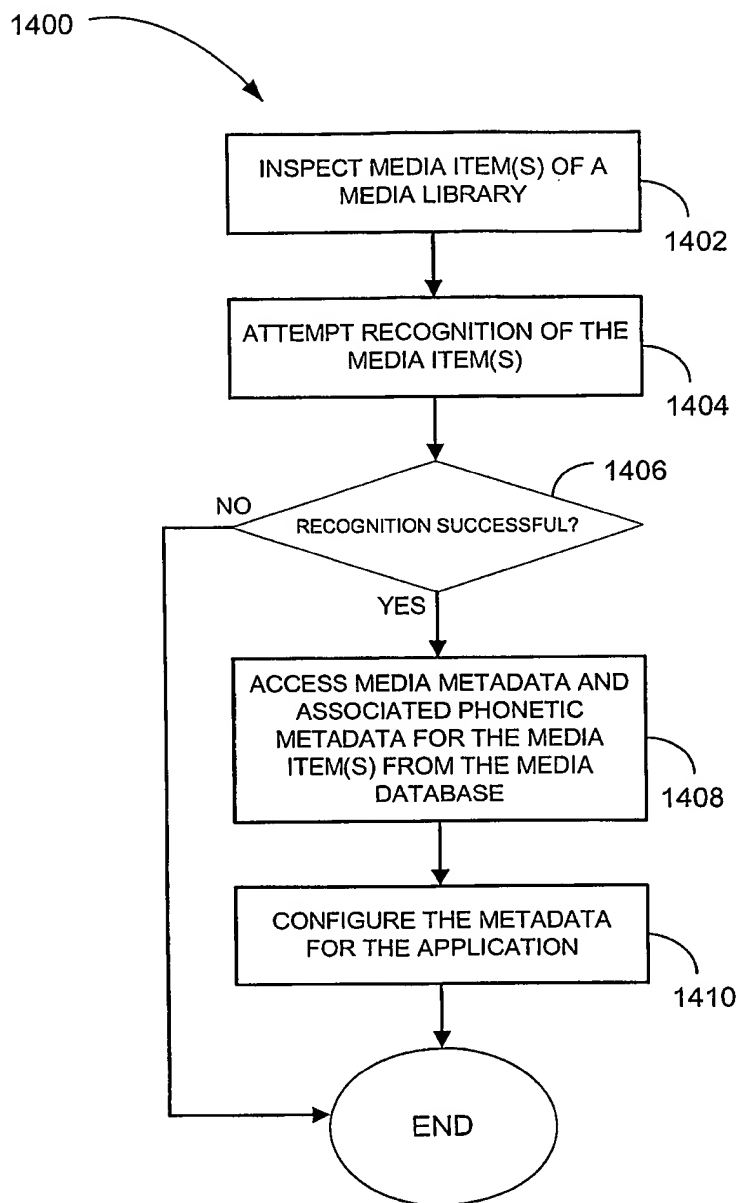 1400
INSPECT MEDIA ITEM(S) OF A
MEDIA LIBRARY
1402
ATTEMPT RECOGNITION OF THE
MEDIA ITEM(S)
1404
1406
NO
RECOGNITION SUCCESSFUL?
YES
ACCESS MEDIA METADATA AND
ASSOCIATED PHONETIC
METADATA FOR THE MEDIA
ITEM(S) FROM THE MEDIA
DATABASE
1408
CONFIGURE THE METADATA
FOR THE APPLICATION
1410
END